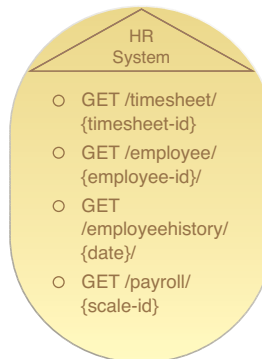 HR
System
GET /timesheet/
{timesheet-id}
GET /employee/
{employee-id}/
GET
/employeehistory/
{date}/
GET /payroll/
{scale-id}